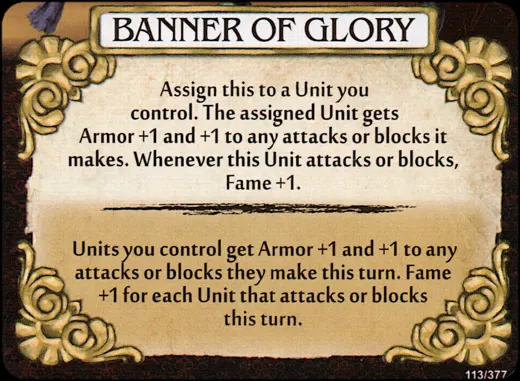 BANNER OF GLORY
Assign this to a Unit you
control. The assigned Unit gets
Armor +1 and +1 to any attacks or blocks it
makes. Whenever this Unit attacks or blocks,
Fame +1.
Units you control get Armor +1 and +1 to any
attacks or blocks they make this turn. Fame
+1 for each Unit that attacks or blocks
this turn.
113/377